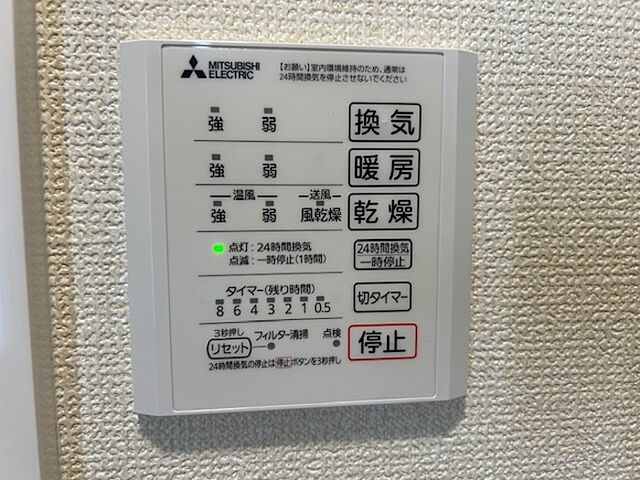 MITSUBISHI
ELECTRIC
【お願い】室内環境維持のため、通常は
24時間換気を停止させないでください
強 弱 換気
強 弱 暖房
温風 送風
強 弱 風乾燥 乾燥
点灯:24時間換気
点滅:一時停止(1時間)
24時間換気
一時停止
タイマー(残り時間)
8 6 4 3 2 1 0.5
切タイマー
3秒押し
リセット フィルター清掃 点検
停止
24時間換気の停止は停止ボタンを3秒押し